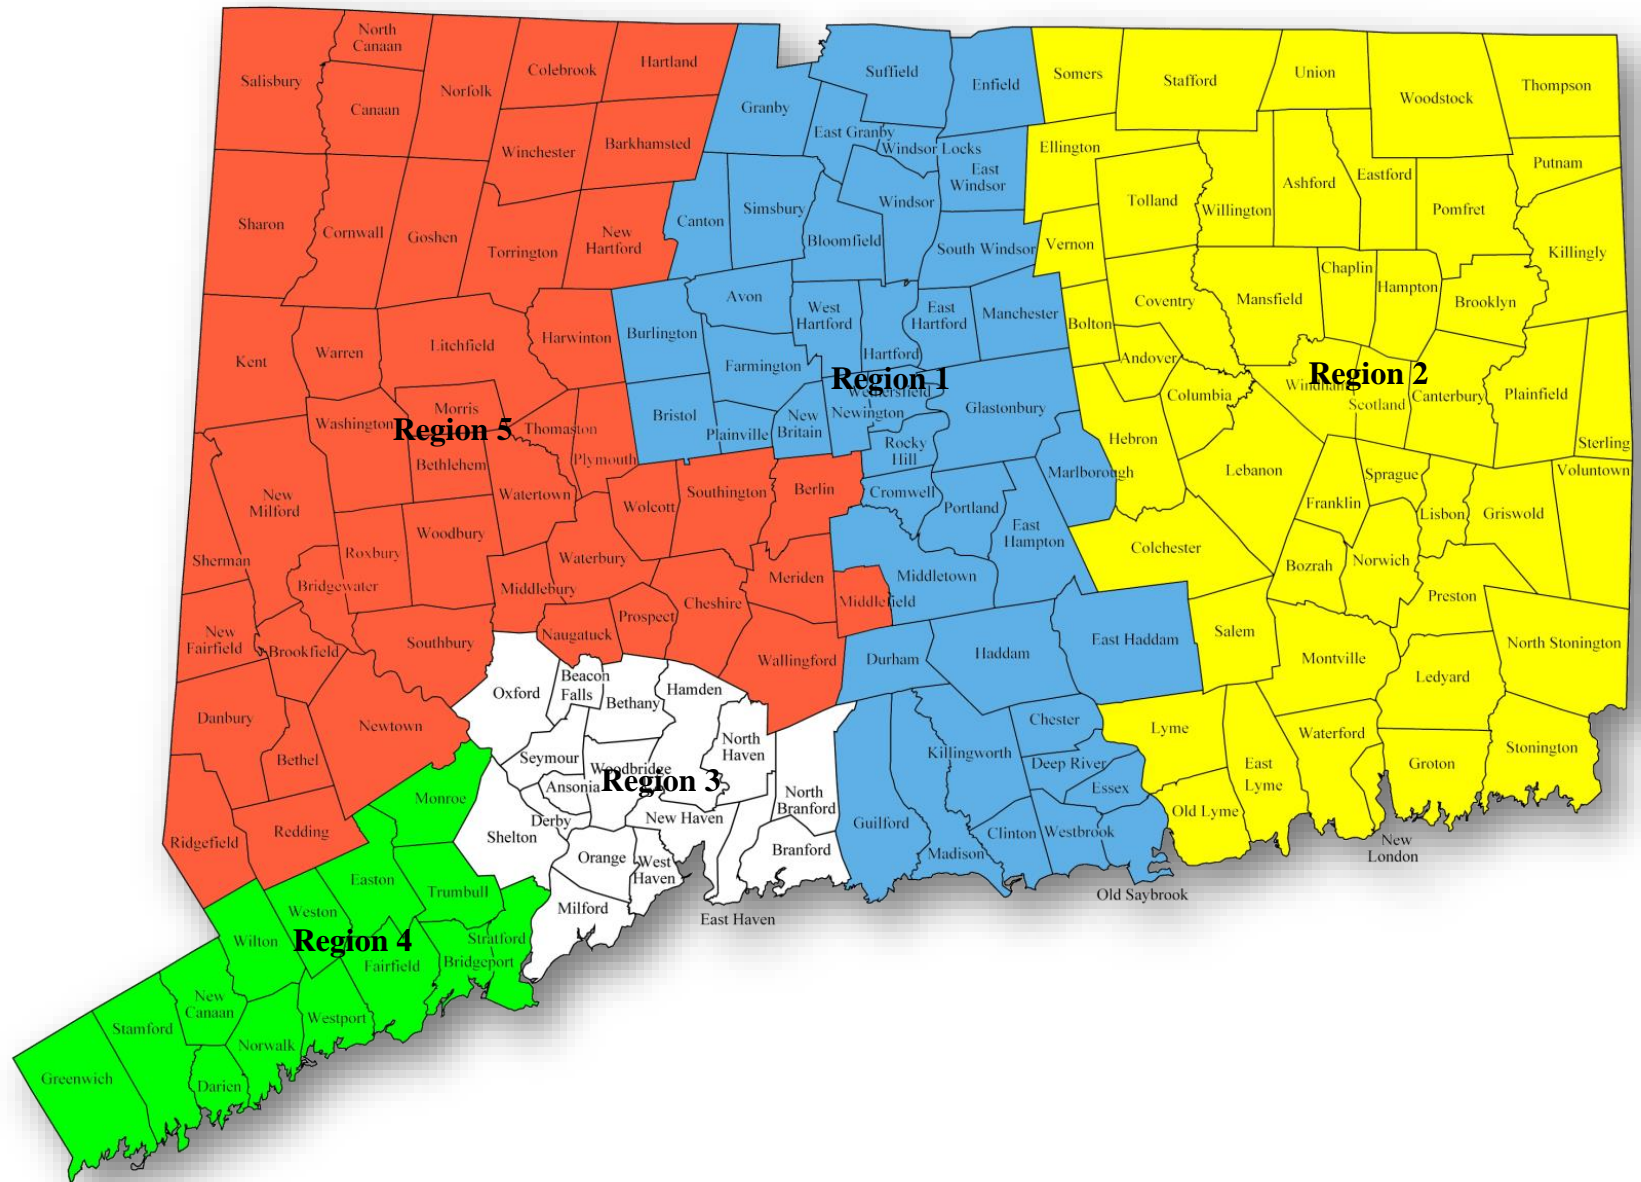 North
Canaan
Salisbury
Canaan
Norfolk
Colebrook
Hartland
Winchester
Barkhamsted
Sharon
Cornwall
Goshen
Torrington
New
Hartford
Kent
Warren
Litchfield
Harwinton
Washington
Morris
Region 5
Bethlehem
Thomaston
Plymouth
Watertown
Wolcott
Southington
Berlin
New
Milford
Sherman
Roxbury
Woodbury
Bridgewater
Waterbury
Middlebury
Meriden
Middlefield
Cheshire
Prospect
Naugatuck
Southbury
New
Fairfield
Brookfield
Wallingford
Danbury
Bethel
Newtown
Ridgefield
Redding
Granby
Suffield
Enfield
East Granby
Windsor Locks
East
Windsor
Canton
Simsbury
Windsor
Bloomfield
South Windsor
Avon
Burlington
West
Hartford
East
Hartford
Manchester
Farmington
Hartford
Region 1
Wethersfield
Bristol
Plainville
New
Britain
Newington
Glastonbury
Rocky
Hill
Marlborough
Cromwell
Portland
East
Hampton
Middletown
Durham
Haddam
East Haddam
Chester
Killingworth
Deep River
Essex
Guilford
Madison
Clinton
Westbrook
Old Saybrook
Somers
Stafford
Union
Woodstock
Thompson
Ellington
Tolland
Willington
Ashford
Eastford
Putnam
Pomfret
Vernon
Killingly
Chaplin
Hampton
Brooklyn
Coventry
Mansfield
Bolton
Andover
Columbia
Windham
Region 2
Scotland
Canterbury
Plainfield
Sterling
Hebron
Lebanon
Sprague
Voluntown
Franklin
Lisbon
Griswold
Colchester
Bozrah
Norwich
Preston
Salem
Montville
North Stonington
Ledyard
Lyme
Waterford
East
Lyme
Groton
Stonington
Old Lyme
New
London
Oxford
Beacon
Falls
Bethany
Hamden
Seymour
Woodbridge
North
Haven
Region 3
Ansonia
Derby
Shelton
New Haven
North
Branford
Orange
West
Haven
Branford
Milford
East Haven
Monroe
Easton
Trumbull
Weston
Wilton
Region 4
Fairfield
Stratford
Bridgeport
New
Canaan
Westport
Stamford
Norwalk
Greenwich
Darien